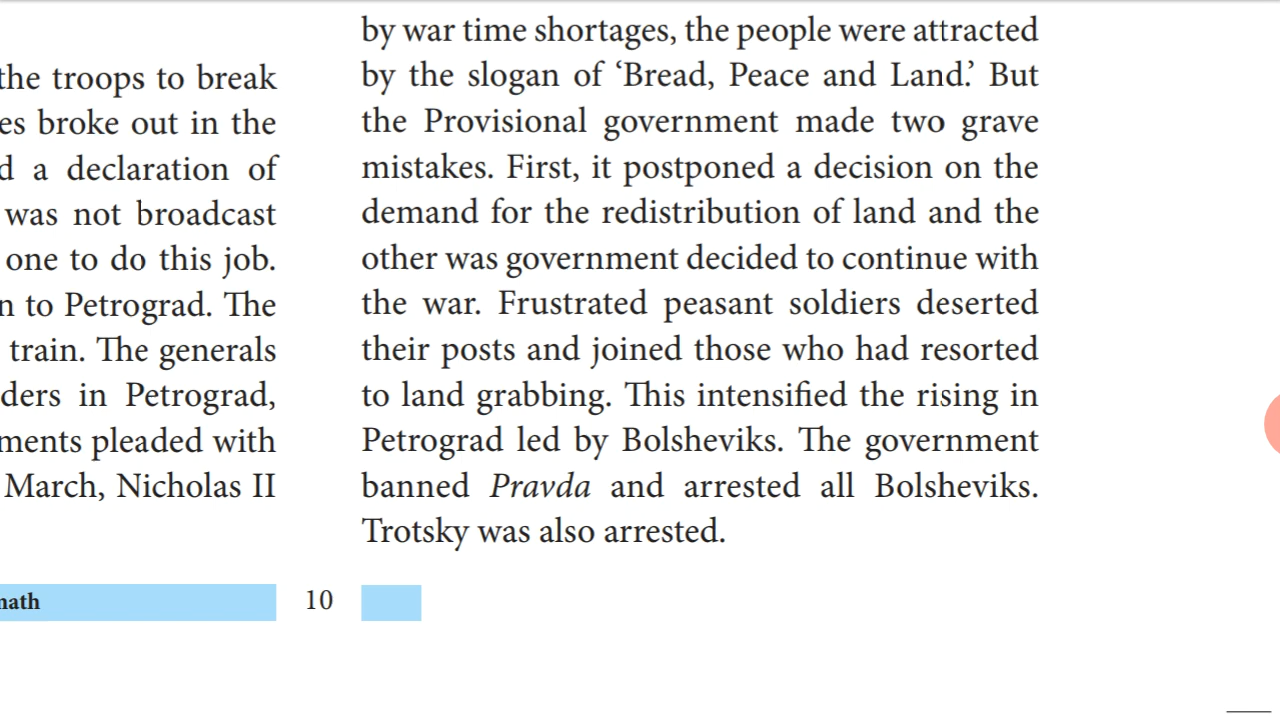 the troops to break
broke out in the
a declaration of
was not broadcast
one to do this job.
to Petrograd. The
train. The generals
in Petrograd,
pleaded with
March, Nicholas II
by war time shortages, the people were attracted
by the slogan of ‘Bread, Peace and Land.’ But
the Provisional government made two grave
mistakes. First, it postponed a decision on the
demand for the redistribution of land and the
other was government decided to continue with
the war. Frustrated peasant soldiers deserted
their posts and joined those who had resorted
to land grabbing. This intensified the rising in
Petrograd led by Bolsheviks. The government
banned Pravda and arrested all Bolsheviks.
Trotsky was also arrested.
10